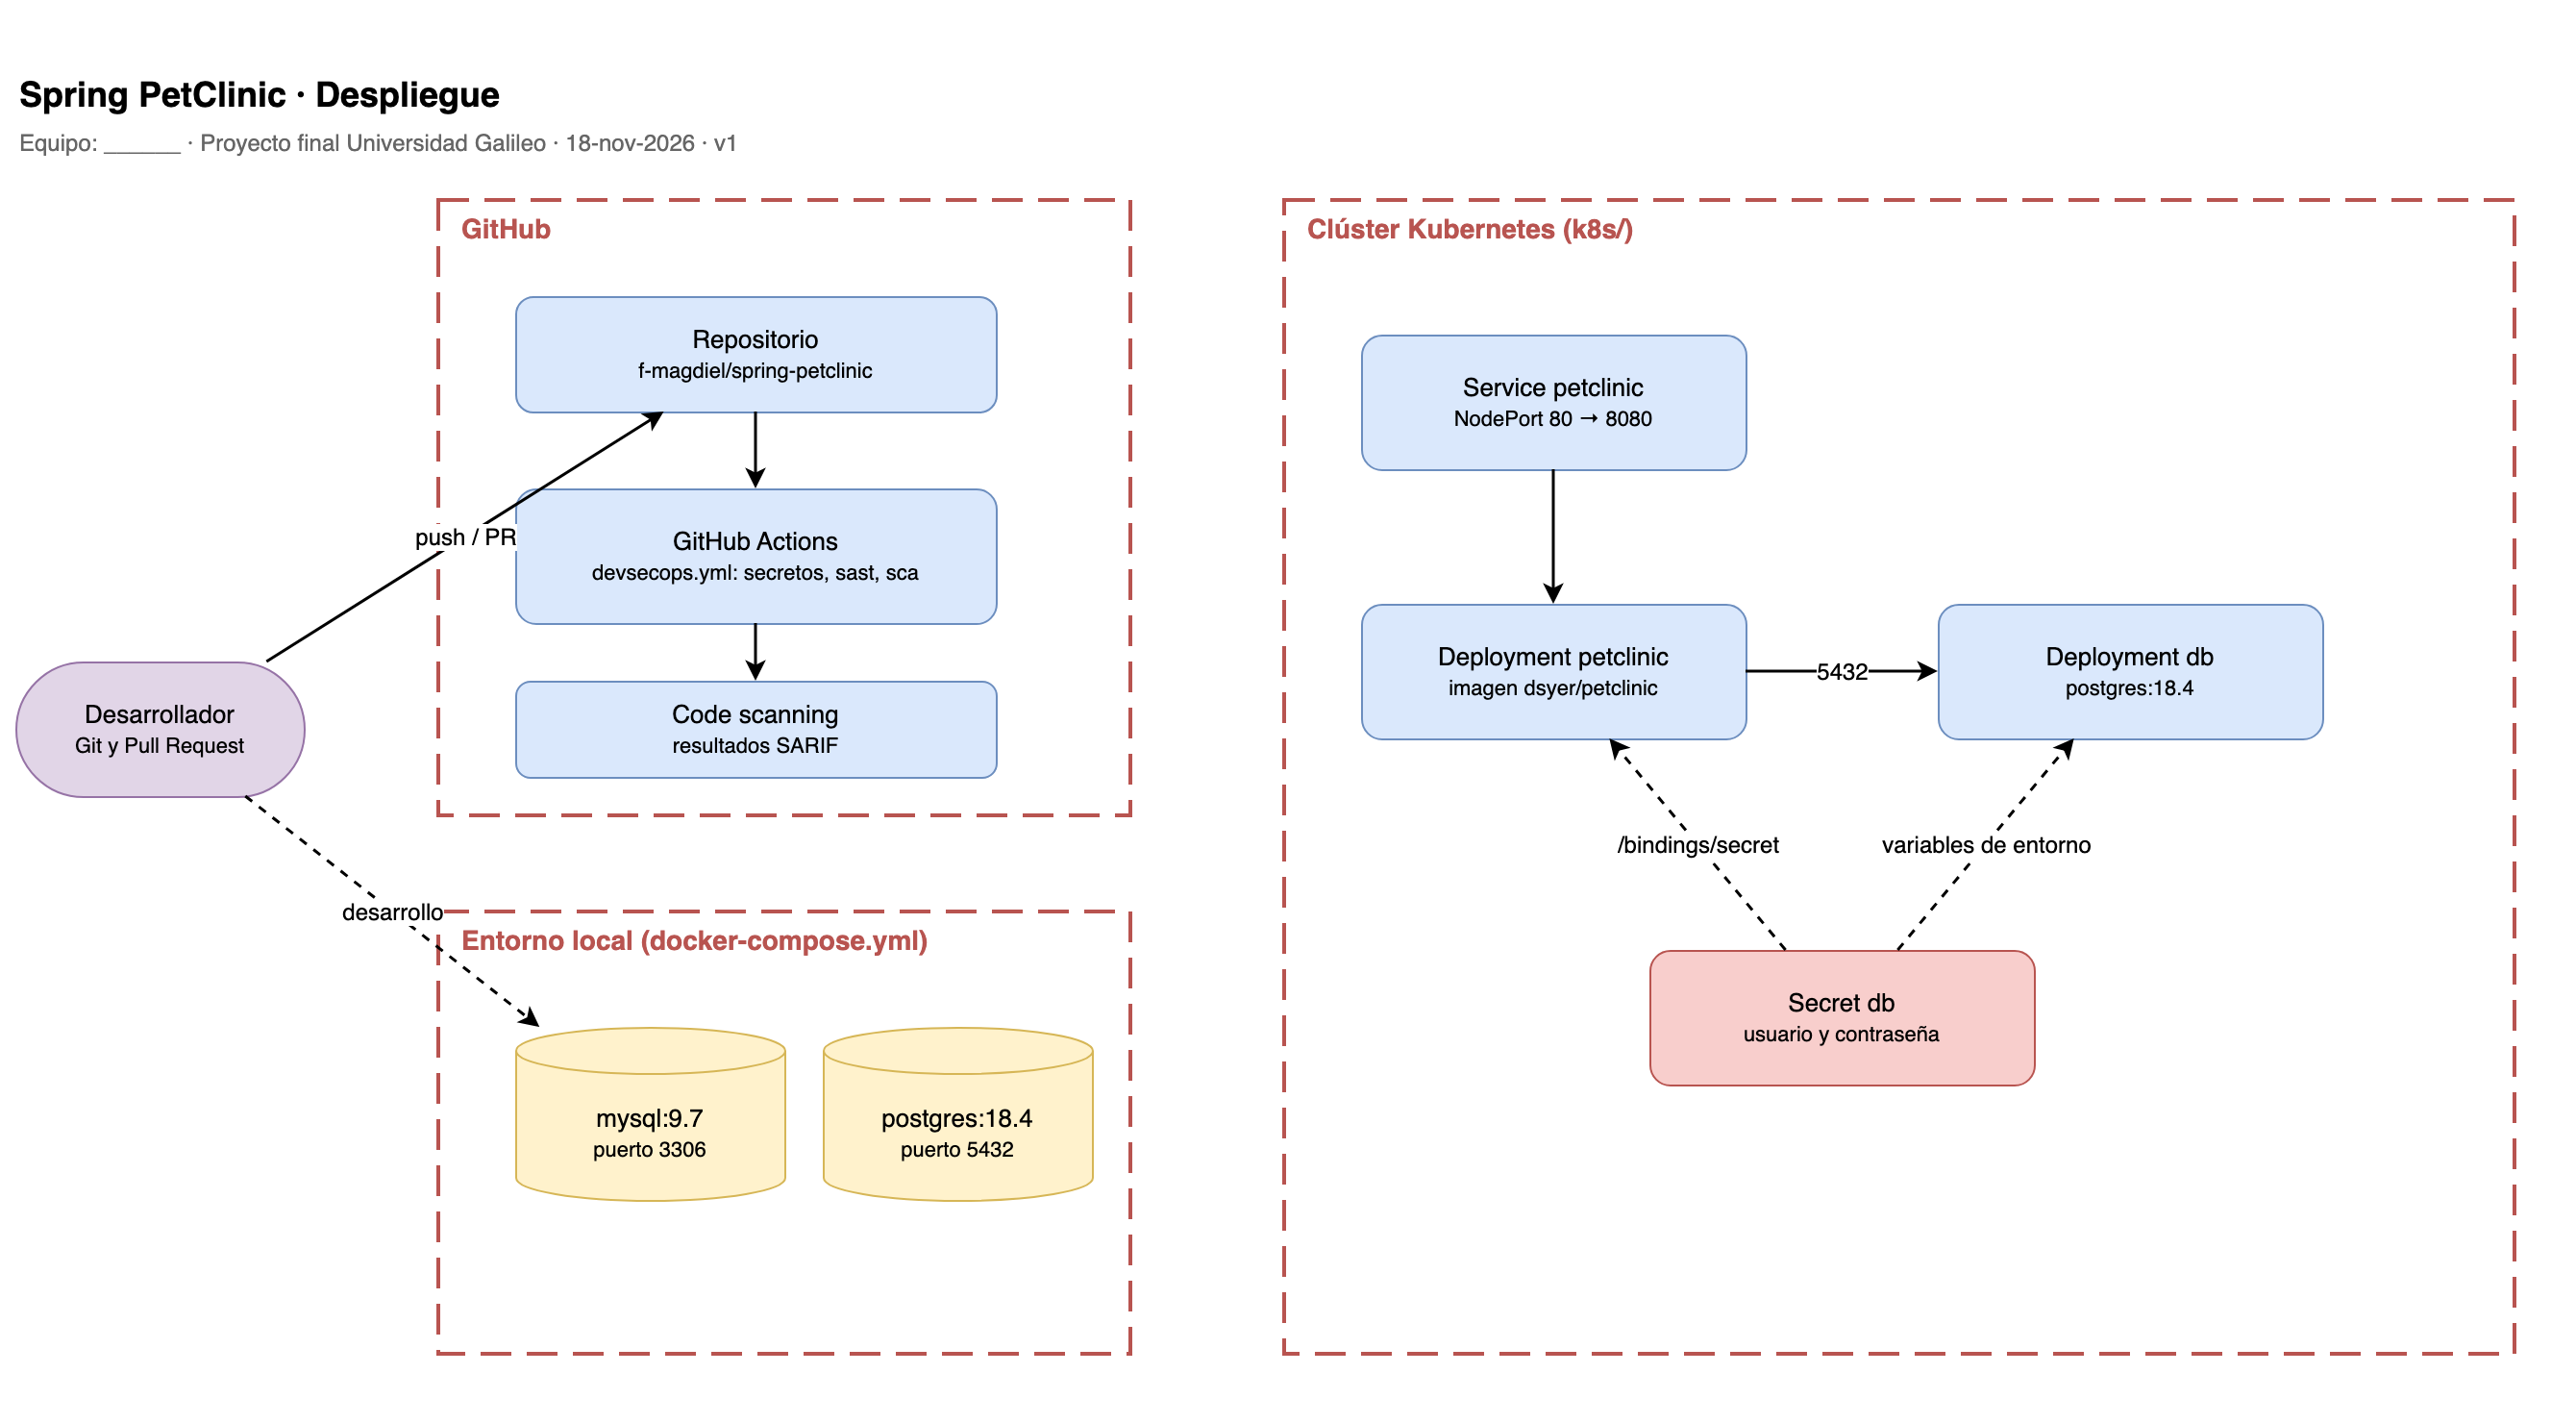 Spring PetClinic · Despliegue
Equipo: ______ · Proyecto final Universidad Galileo · 18-nov-2026 · v1
GitHub
Repositorio
f-magdiel/spring-petclinic
push / PR
GitHub Actions
devsecops.yml: secretos, sast, sca
Code scanning
resultados SARIF
Desarrollador
Git y Pull Request
desarrollo
Entorno local (docker-compose.yml)
mysql:9.7
puerto 3306
postgres:18.4
puerto 5432
Clúster Kubernetes (k8s/)
Service petclinic
NodePort 80 → 8080
Deployment petclinic
imagen dsyer/petclinic
5432
Deployment db
postgres:18.4
/bindings/secret
variables de entorno
Secret db
usuario y contraseña